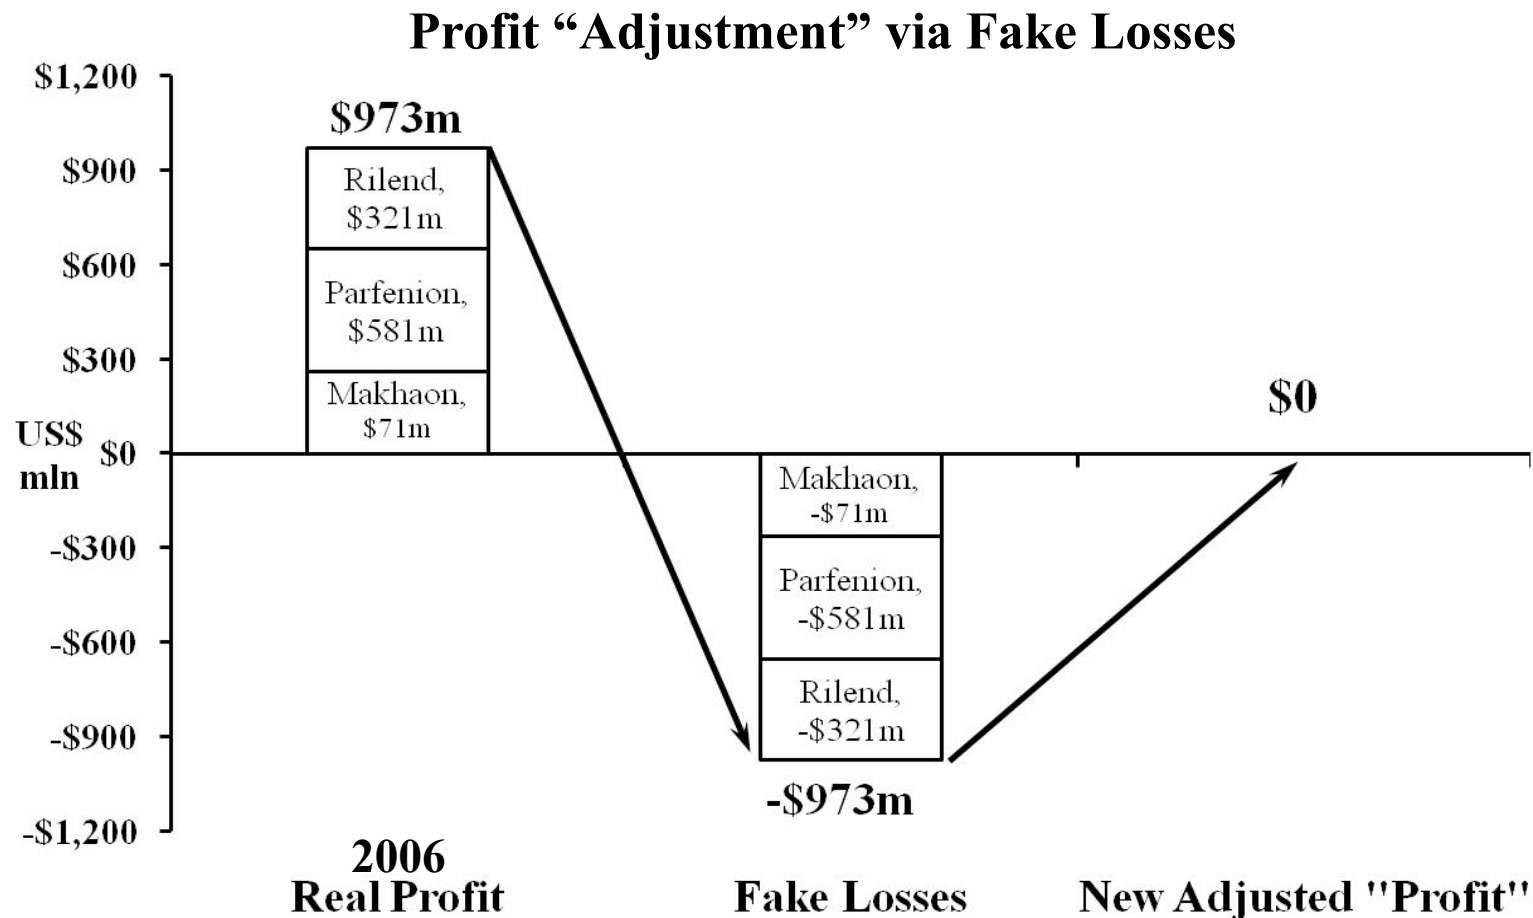 Profit “Adjustment” via Fake Losses
$1,200
$900
$600
$300
US$
mln
$0
-$300
-$600
-$900
-$1,200
$973m
Rilend,
$321m
Parfenion,
$581m
Makhaon,
$71m
Makhaon,
-$71m
Parfenion,
-$581m
Rilend,
-$321m
-$973m
$0
2006
Real Profit
Fake Losses
New Adjusted "Profit"